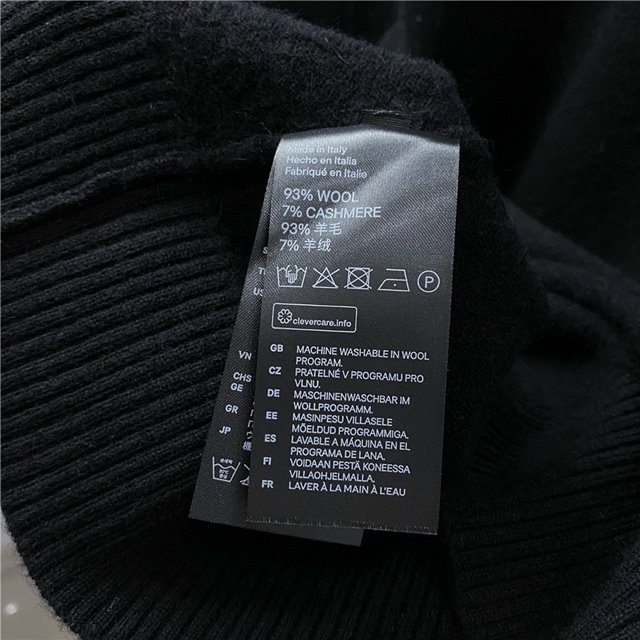 Made in Italy
Hecho en Italia
Fabriqué en Italie
93% WOOL
7% CASHMERE
93% 羊毛
7% 羊绒
P
clevercare.info
GB MACHINE WASHABLE IN WOOL
PROGRAM.
CZ PRATELNÉ V PROGRAMU PRO
VLNU.
DE MASCHINENWASCHBAR IM
WOLLPROGRAMM.
EE MASINPESU VILLASELE
MÕELDUD PROGRAMMIGA.
ES LAVABLE A MÁQUINA EN EL
PROGRAMA DE LANA.
FI VOIDAAN PESTÄ KONEESSA
VILLAOHJELMALLA.
FR LAVER À LA MAIN À L'EAU
US
VN
CHS
GE
GR
JP